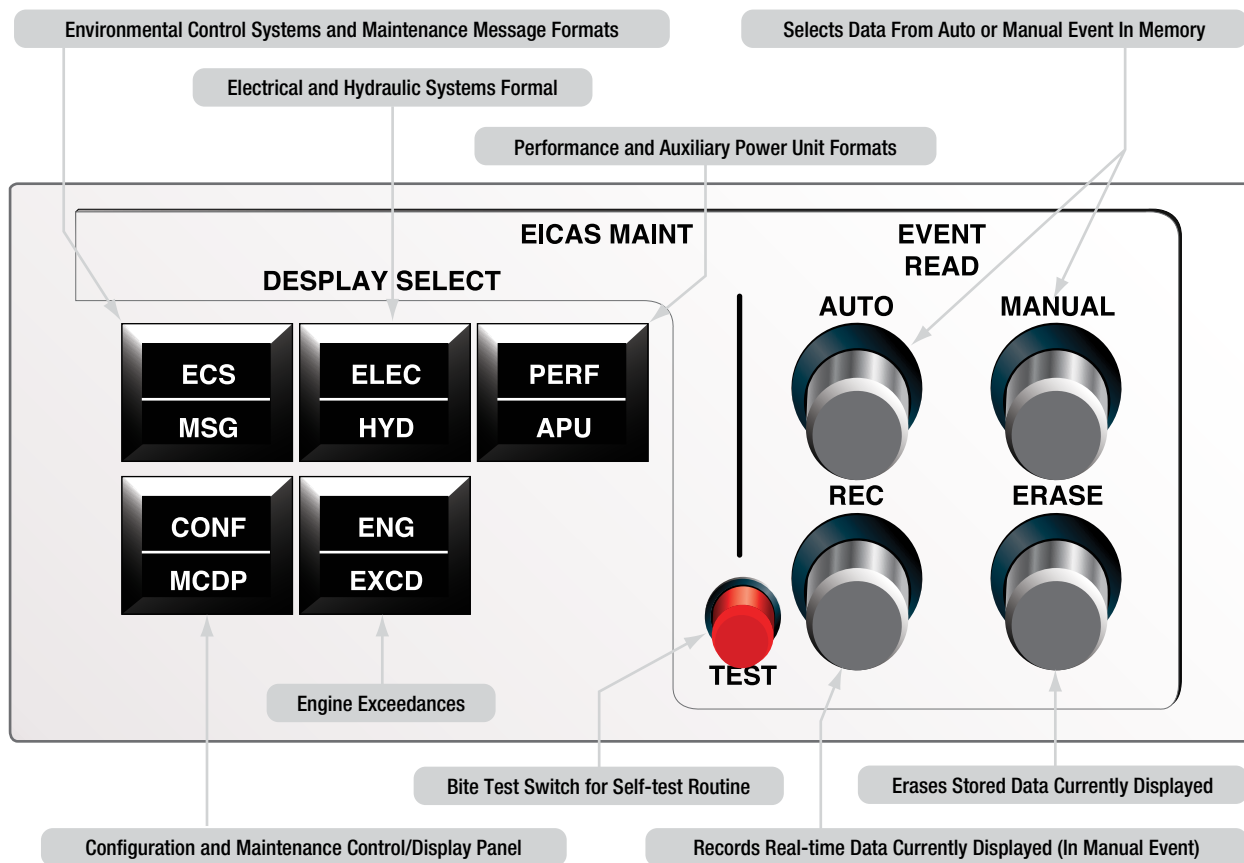 Environmental Control Systems and Maintenance Message Formats
Selects Data From Auto or Manual Event In Memory
Electrical and Hydraulic Systems Formal
Performance and Auxiliary Power Unit Formats
EICAS MAINT
EVENT
READ
DESPLAY SELECT
AUTO
MANUAL
ECS
MSG
ELEC
HYD
PERF
APU
REC
ERASE
CONF
MCDP
ENG
EXCD
TEST
Engine Exceedances
Bite Test Switch for Self-test Routine
Erases Stored Data Currently Displayed
Configuration and Maintenance Control/Display Panel
Records Real-time Data Currently Displayed (In Manual Event)